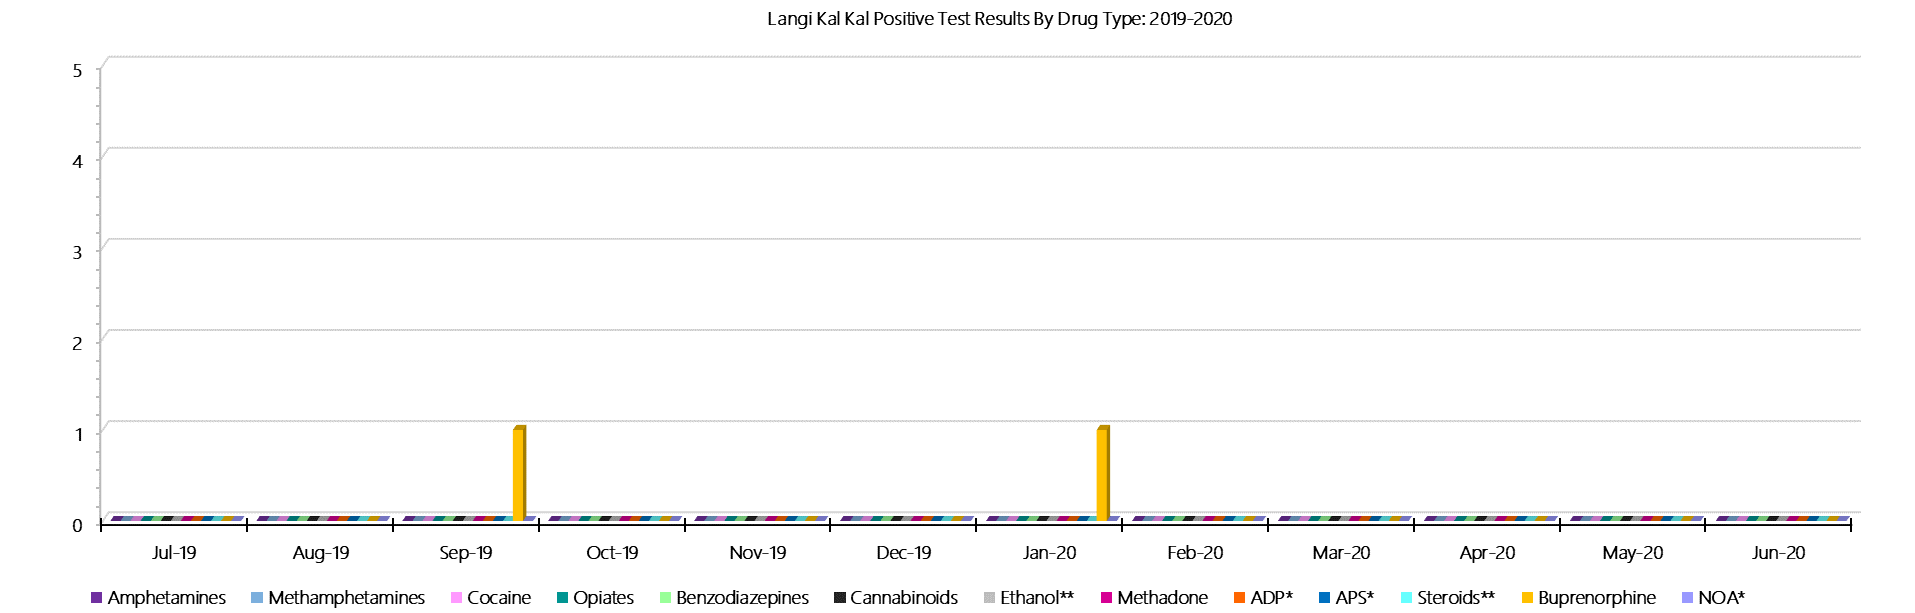 Langi Kal Kal Positive Test Results By Drug Type: 2019-2020
5
4
3
2
1
0
Jul-19 Aug-19 Sep-19 Oct-19 Nov-19 Dec-19 Jan-20 Feb-20 Mar-20 Apr-20 May-20 Jun-20
Amphetamines Methamphetamines Cocaine Opiates Benzodiazepines Cannabinoids Ethanol** Methadone ADP* APS* Steroids** Buprenorphine NOA*